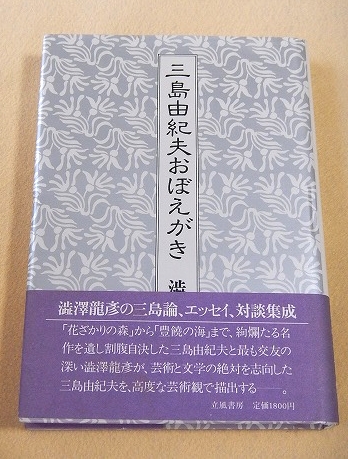 三島由紀夫おぼえがき
澁
澁澤龍彦の三島論、エッセイ、対談集成
「花ざかりの森」から「豊饒の海」まで、絢爛たる名
作を遺し割腹自決した三島由紀夫と最も交友の
深い澁澤龍彦が、芸術と文学の絶対を志向した
三島由紀夫を、高度な芸術観で描出する――。
立風書房 定価1800円